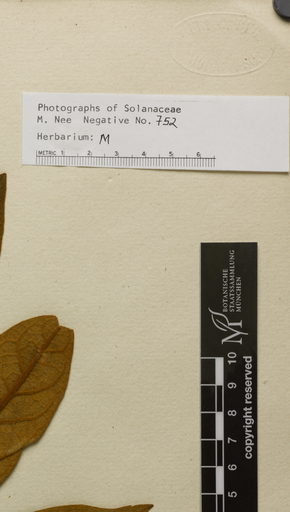 Photographs of Solanaceae
M. Nee Negative No. 752
Herbarium: M
METRIC 1 2 3 4 5 6
BOTANISCHE
STAATSSAMMLUNG
MÜNCHEN
M
10
9
8
7
6
5
copyright reserved